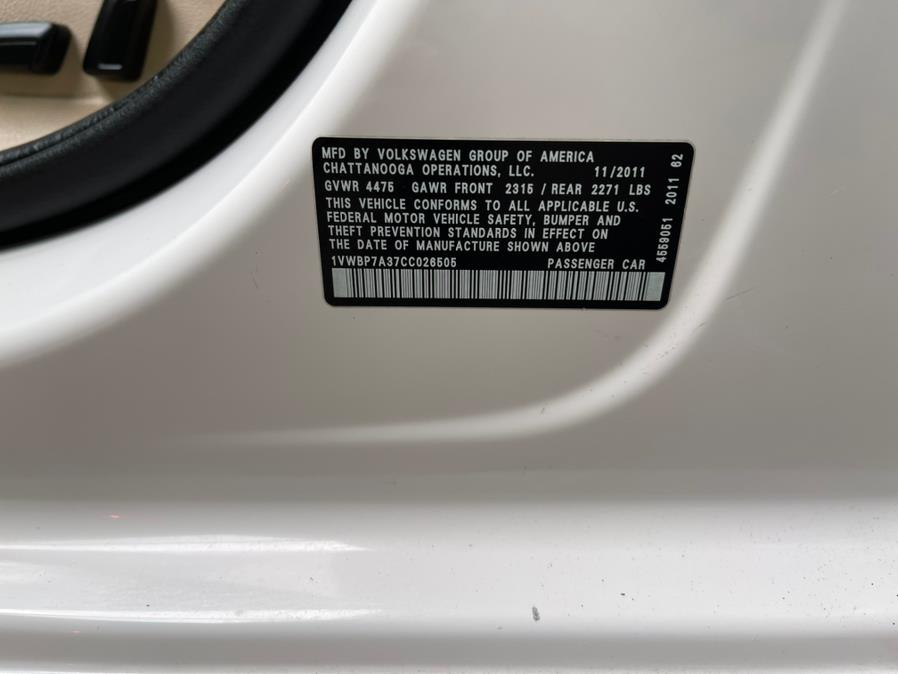 MFD BY VOLKSWAGEN GROUP OF AMERICA
CHATTANOOGA OPERATIONS, LLC. 11/2011
GVWR 4475 GAWR FRONT 2315 / REAR 2271 LBS
THIS VEHICLE CONFORMS TO ALL APPLICABLE U.S.
FEDERAL MOTOR VEHICLE SAFETY, BUMPER AND
THEFT PREVENTION STANDARDS IN EFFECT ON
THE DATE OF MANUFACTURE SHOWN ABOVE
1VWBP7A37CC026505 PASSENGER CAR
4559051 2011 62